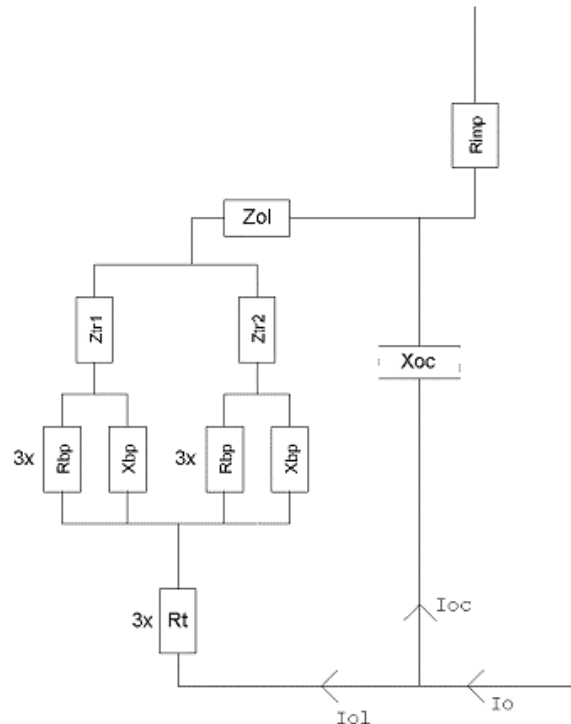 Rimp
Zol
Ztr1
Ztr2
Xoc
3x
Rbp
Xbp
3x
Rbp
Xbp
3x
Rt
Ioc
Iol
Io